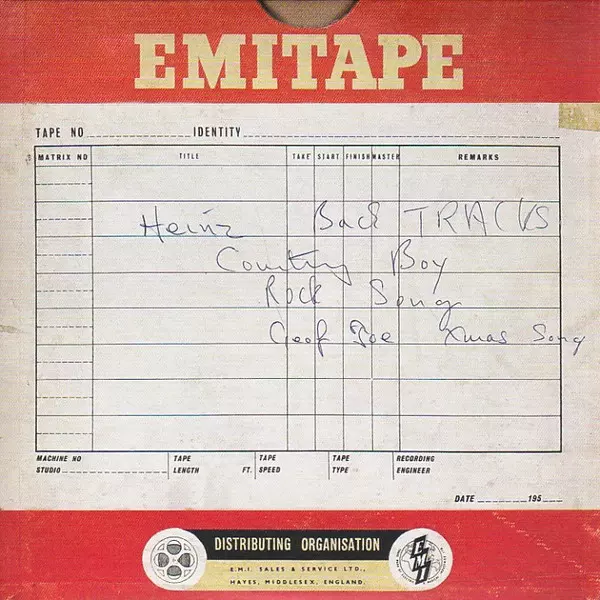 EMITAPE
TAPE NO IDENTITY
MATRIX NO TITLE TAKE START FINISH MASTER REMARKS
Heinz Back TRACKS
Country Boy
Rock Song
Geof Joe Xmas Song
MACHINE NO TAPE TAPE TAPE RECORDING
STUDIO LENGTH FT. SPEED TYPE ENGINEER
DATE 195
DISTRIBUTING ORGANISATION
E.M.I. SALES & SERVICE LTD.,
HAYES, MIDDLESEX, ENGLAND.